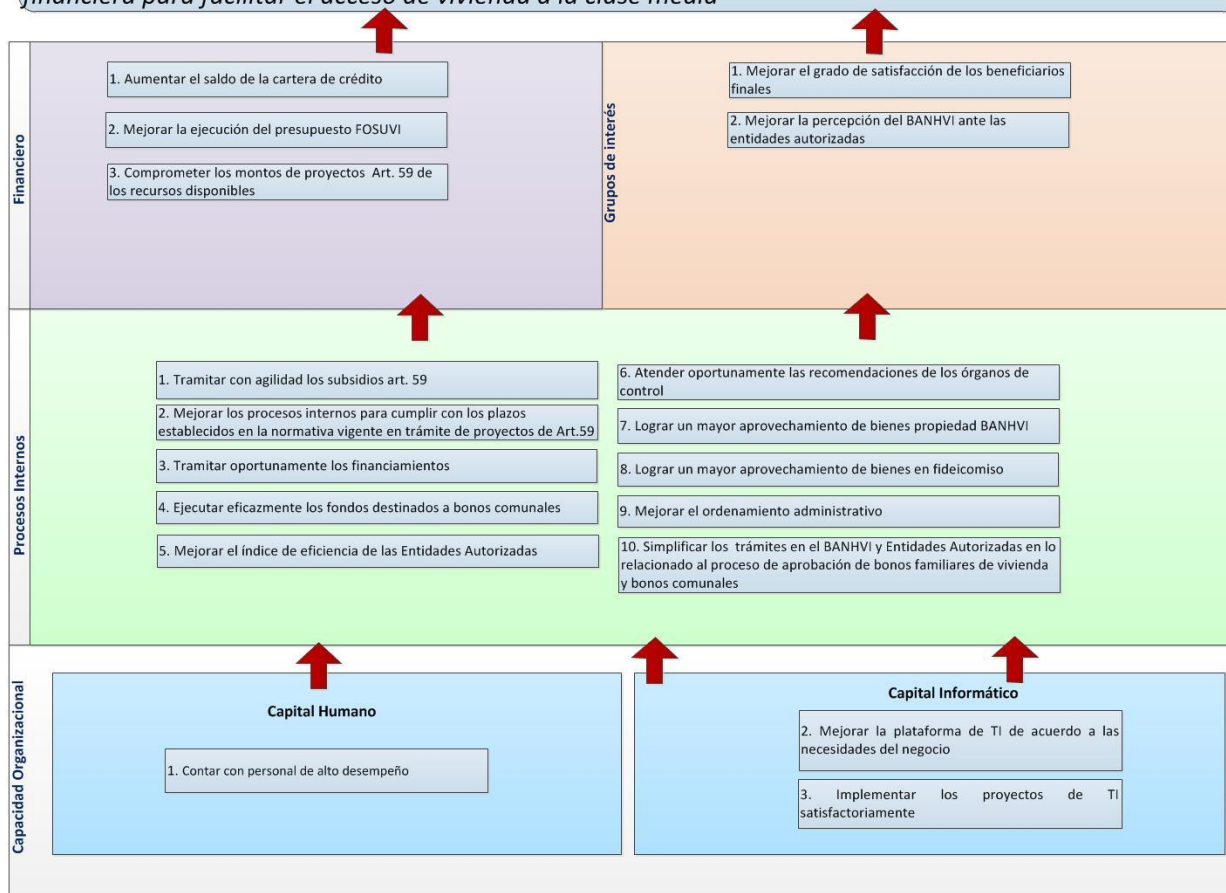 financiera para facilitar el acceso de vivienda a la clase media
Financiero
1. Aumentar el saldo de la cartera de crédito
2. Mejorar la ejecución del presupuesto FOSUVI
3. Comprometer los montos de proyectos Art. 59 de
los recursos disponibles
Grupos de interés
1. Mejorar el grado de satisfacción de los beneficiarios
finales
2. Mejorar la percepción del BANHVI ante las
entidades autorizadas
Procesos Internos
1. Tramitar con agilidad los subsidios art. 59
2. Mejorar los procesos internos para cumplir con los plazos
establecidos en la normativa vigente en trámite de proyectos de Art.59
3. Tramitar oportunamente los financiamientos
4. Ejecutar eficazmente los fondos destinados a bonos comunales
5. Mejorar el índice de eficiencia de las Entidades Autorizadas
6. Atender oportunamente las recomendaciones de los órganos de
control
7. Lograr un mayor aprovechamiento de bienes propiedad BANHVI
8. Lograr un mayor aprovechamiento de bienes en fideicomiso
9. Mejorar el ordenamiento administrativo
10. Simplificar los trámites en el BANHVI y Entidades Autorizadas en lo
relacionado al proceso de aprobación de bonos familiares de vivienda
y bonos comunales
Capacidad Organizacional
Capital Humano
1. Contar con personal de alto desempeño
Capital Informático
2. Mejorar la plataforma de TI de acuerdo a las
necesidades del negocio
3. Implementar los proyectos de TI
satisfactoriamente